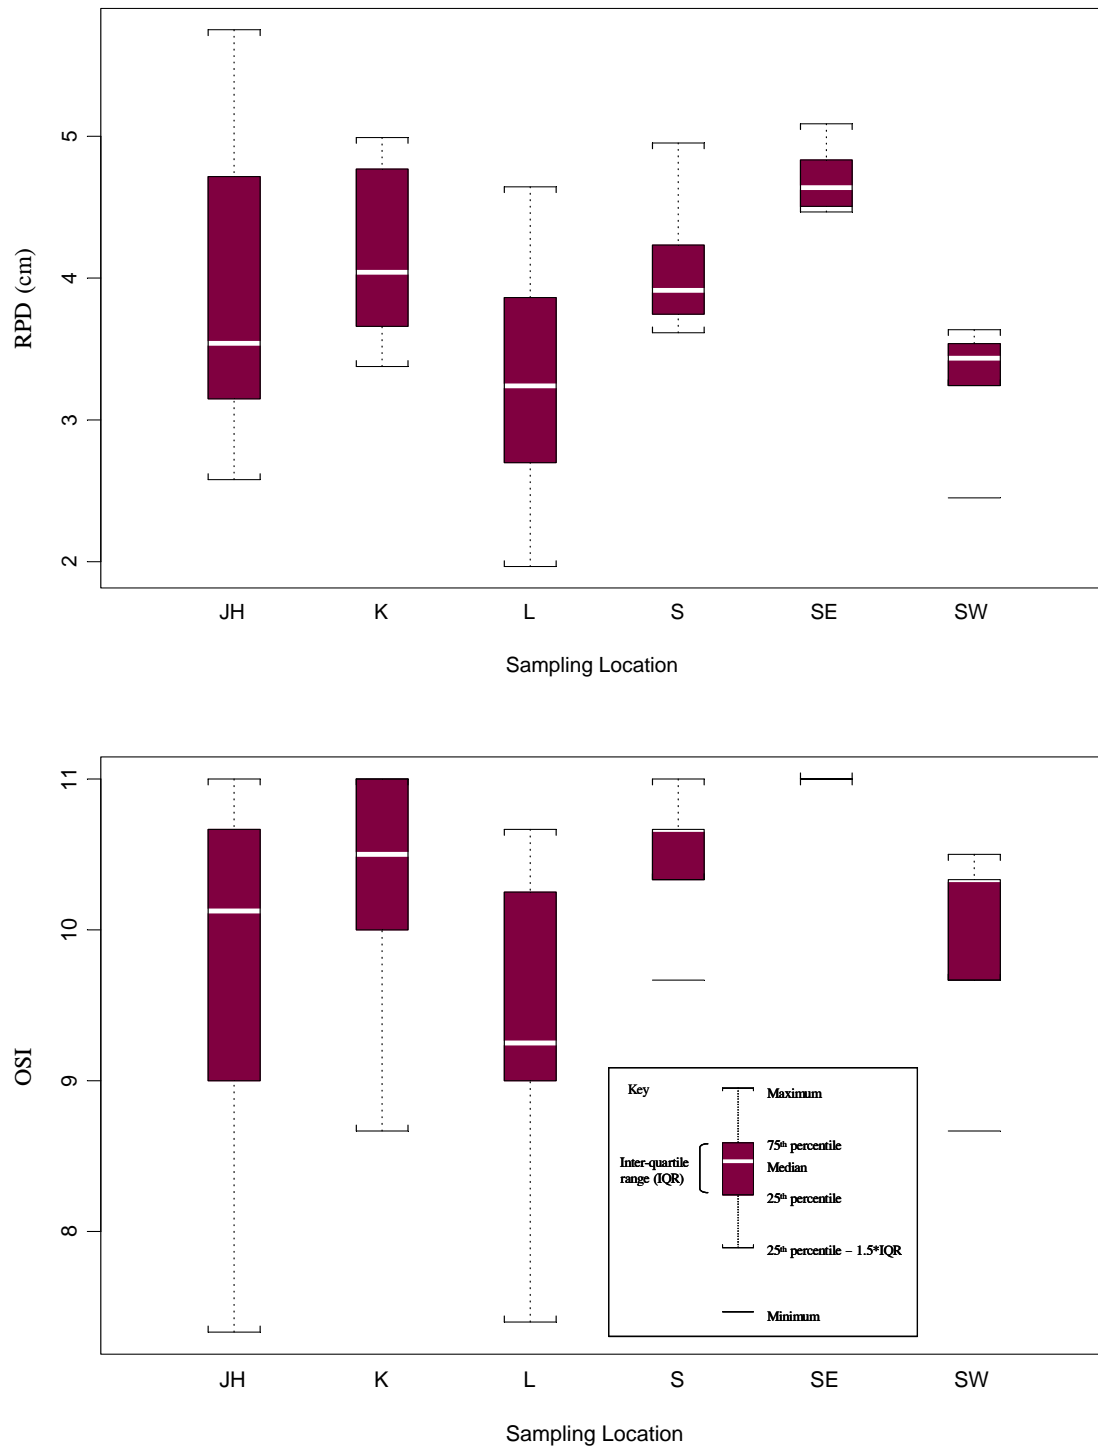 RPD (cm)
5
4
3
2
JH K L S SE SW
Sampling Location
OSI
11
10
9
8
Key
Maximum
75th percentile
Inter-quartile
range (IQR)
Median
25th percentile
25th percentile – 1.5*IQR
Minimum
JH K L S SE SW
Sampling Location